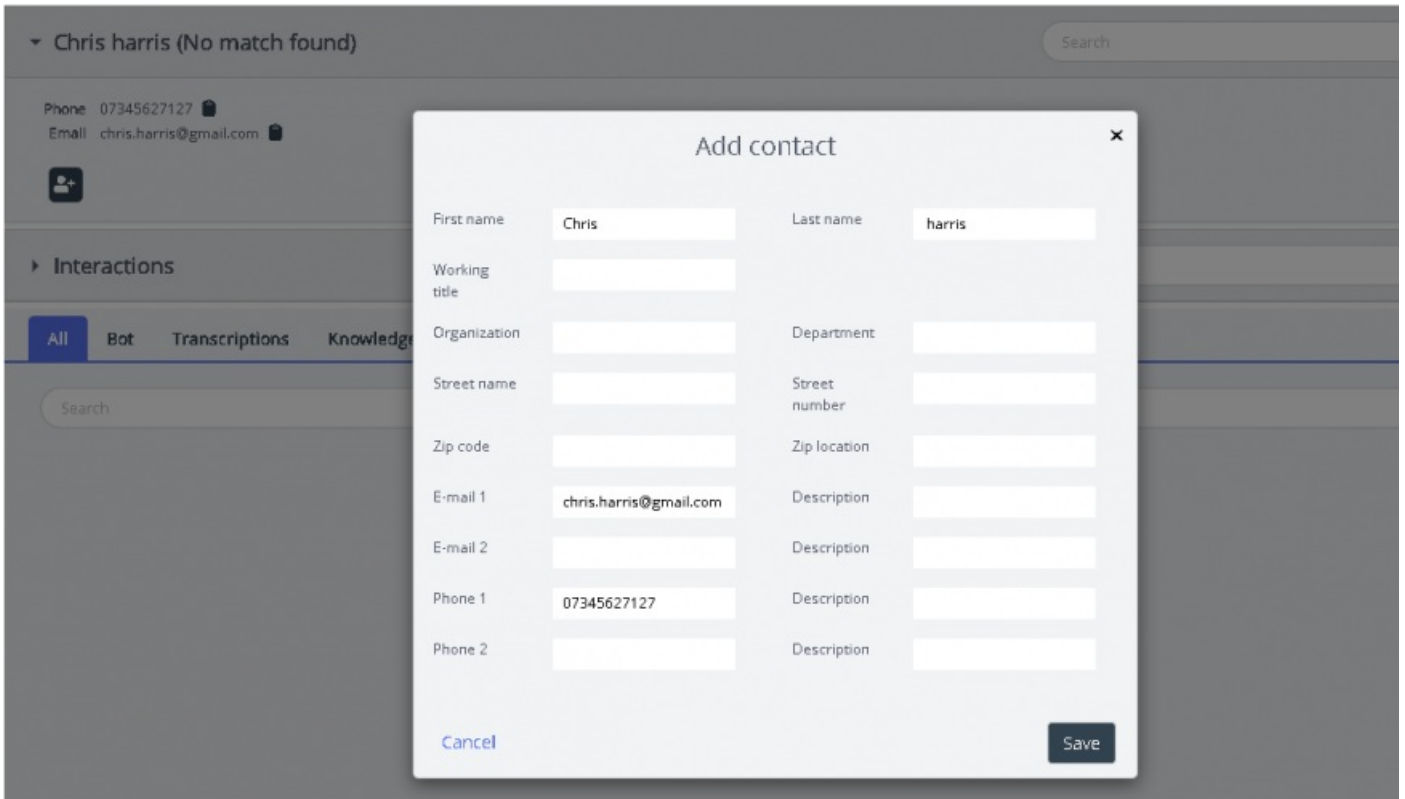 Chris harris (No match found)
Search
Phone 07345627127
Email chris.harris@gmail.com
Add contact
First name Chris Last name harris
Interactions
Working
title
All Bot Transcriptions Knowledge
Organization Department
Street name Street
number
Search
Zip code Zip location
E-mail 1 chris.harris@gmail.com Description
E-mail 2 Description
Phone 1 07345627127 Description
Phone 2 Description
Cancel Save